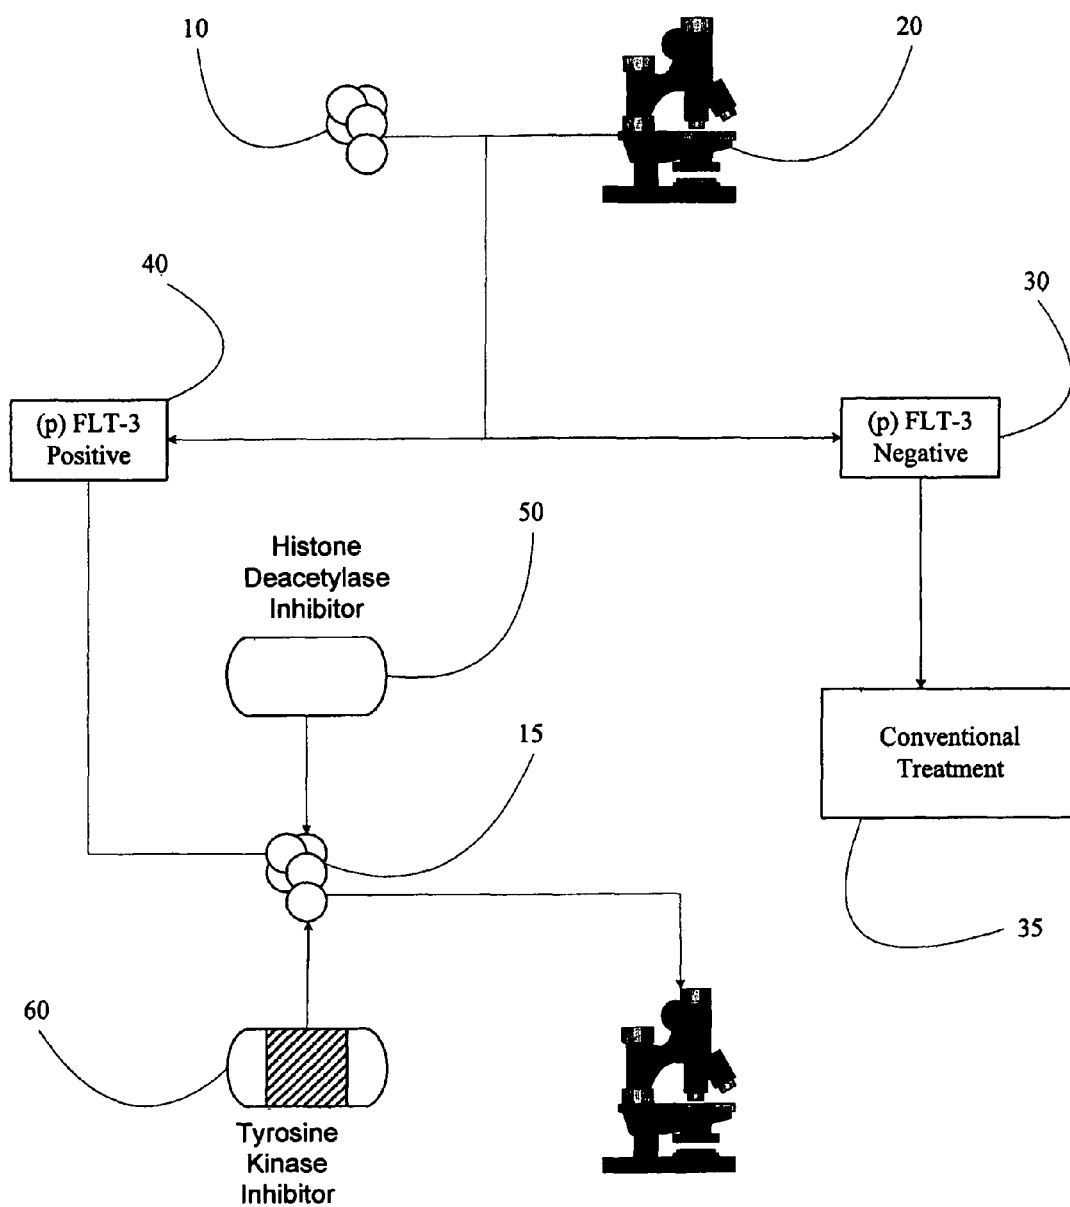 10
20
40
30
(p) FLT-3
Positive
(p) FLT-3
Negative
50
Histone
Deacetylase
Inhibitor
15
Conventional
Treatment
35
60
Tyrosine
Kinase
Inhibitor